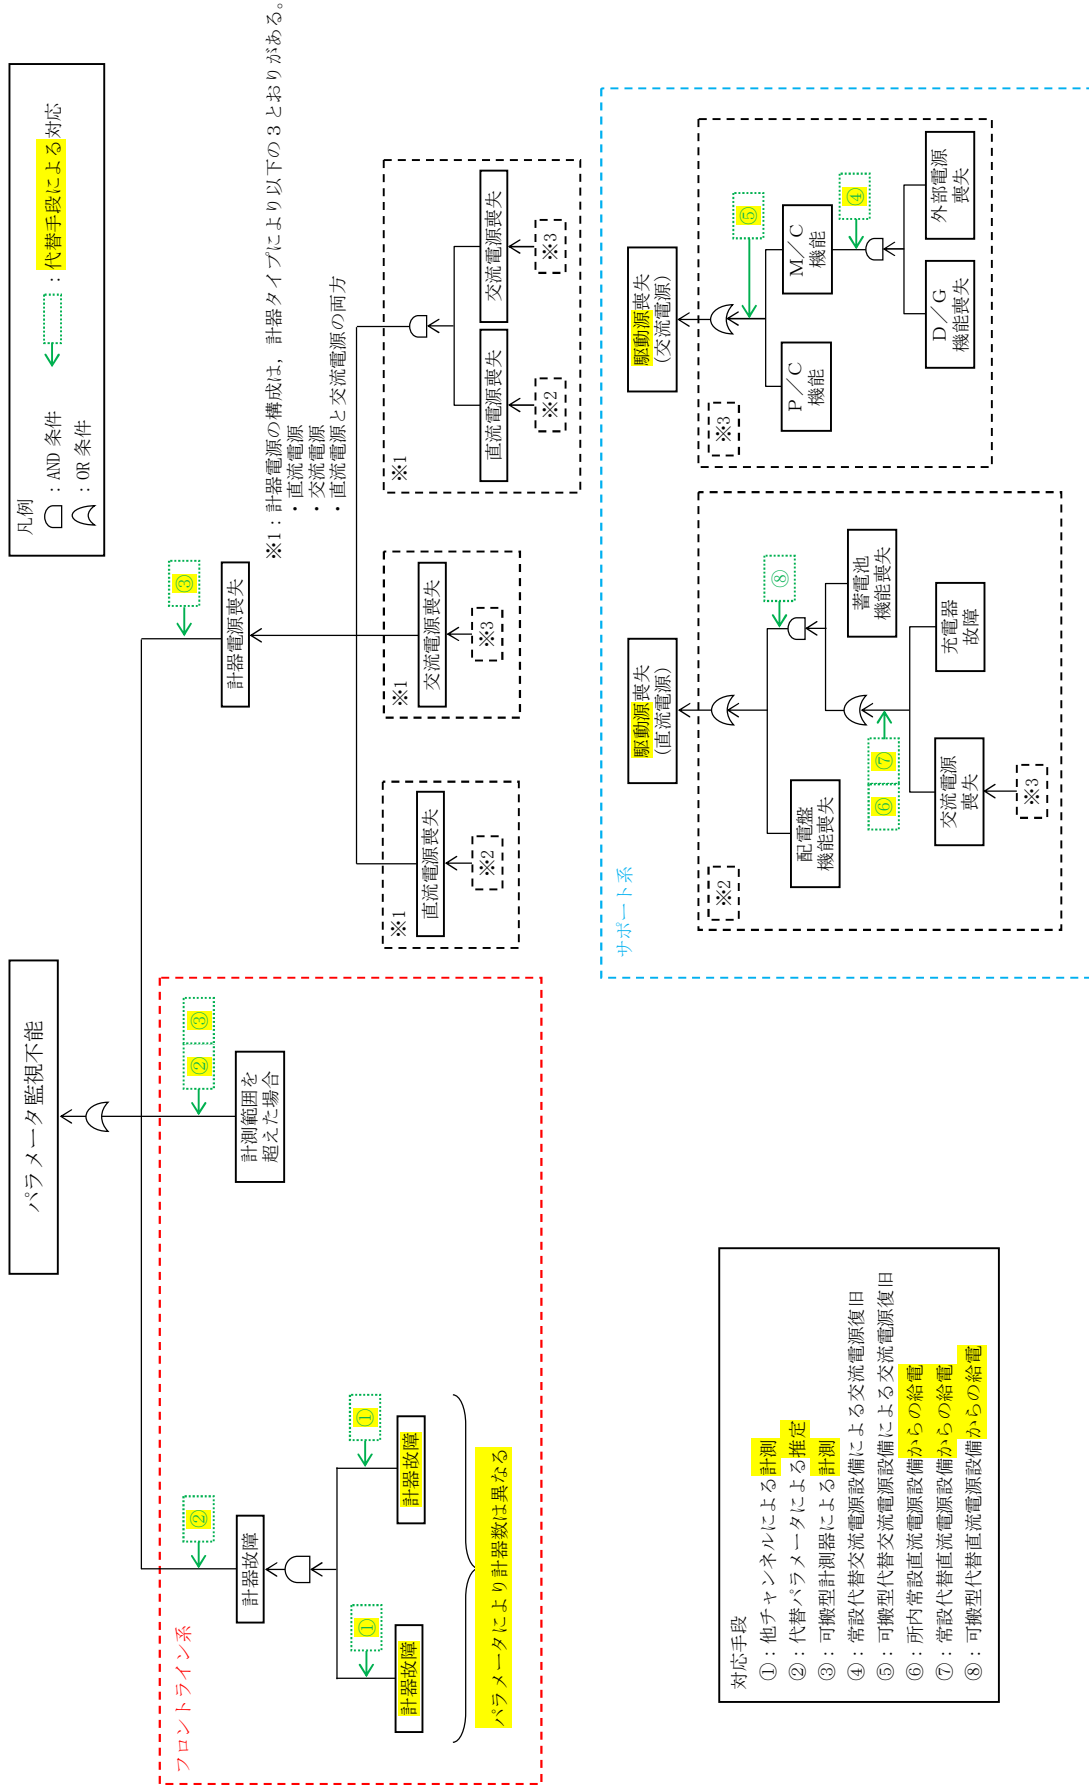 パラメータ監視不能
凡例
：AND 条件
：OR 条件
：代替手段による対応
フロントライン系
②
計器故障
①
計器故障
①
計器故障
パラメータにより計器数は異なる
②
③
計測範囲を
超えた場合
③
計器電源喪失
※1：計器電源の構成は，計器タイプにより以下の３とおりがある。
・直流電源
・交流電源
・直流電源と交流電源の両方
※1
直流電源喪失
※2
※1
交流電源喪失
※3
※1
直流電源喪失
※2
交流電源喪失
※3
サポート系
※2
駆動源喪失
（直流電源）
配電盤
機能喪失
⑧
蓄電池
機能喪失
⑥
⑦
交流電源
喪失
※3
充電器
故障
※3
駆動源喪失
（交流電源）
⑤
P／C
機能
M／C
機能
④
D／G
機能喪失
外部電源
喪失
対応手段
①：他チャンネルによる計測
②：代替パラメータによる推定
③：可搬型計測器による計測
④：常設代替交流電源設備による交流電源復旧
⑤：可搬型代替交流電源設備による交流電源復旧
⑥：所内常設直流電源設備からの給電
⑦：常設代替直流電源設備からの給電
⑧：可搬型代替直流電源設備からの給電